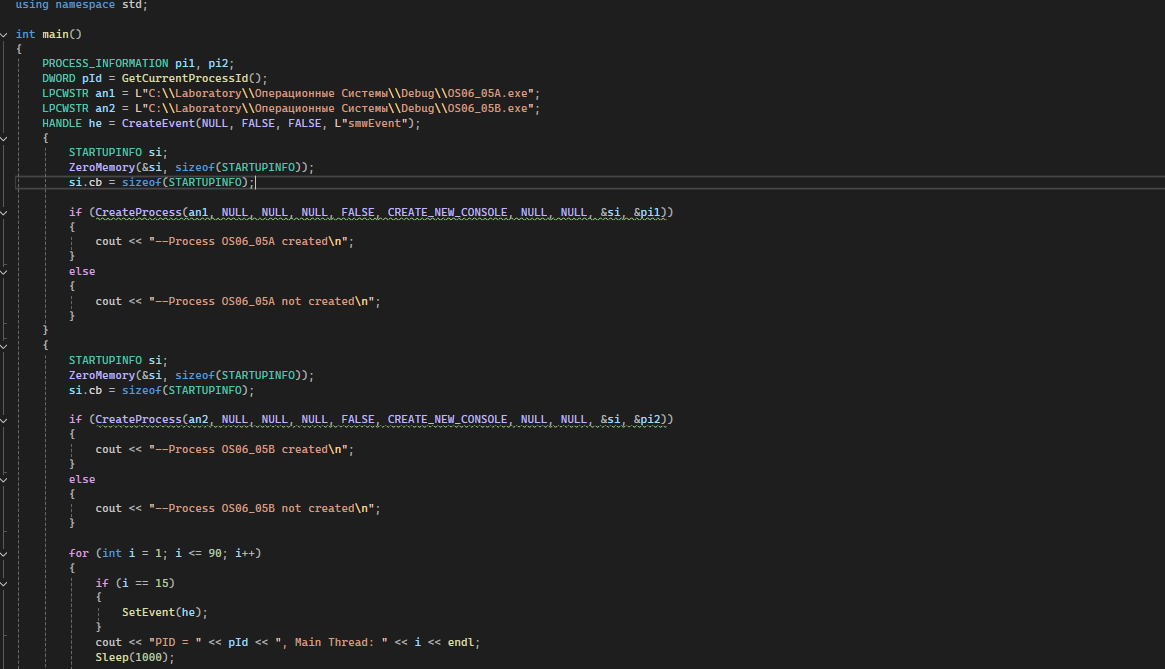 using namespace std;
int main()
{
PROCESS_INFORMATION pi1, pi2;
DWORD pId = GetCurrentProcessId();
LPCWSTR an1 = L"C:\\Laboratory\\Операционные Системы\\Debug\\OS06_05A.exe";
LPCWSTR an2 = L"C:\\Laboratory\\Операционные Системы\\Debug\\OS06_05B.exe";
HANDLE he = CreateEvent(NULL, FALSE, FALSE, L"smwEvent");
{
STARTUPINFO si;
ZeroMemory(&si, sizeof(STARTUPINFO));
si.cb = sizeof(STARTUPINFO);
if (CreateProcess(an1, NULL, NULL, NULL, FALSE, CREATE_NEW_CONSOLE, NULL, NULL, &si, &pi1))
{
cout << "--Process OS06_05A created\n";
}
else
{
cout << "--Process OS06_05A not created\n";
}
}
{
STARTUPINFO si;
ZeroMemory(&si, sizeof(STARTUPINFO));
si.cb = sizeof(STARTUPINFO);
if (CreateProcess(an2, NULL, NULL, NULL, FALSE, CREATE_NEW_CONSOLE, NULL, NULL, &si, &pi2))
{
cout << "--Process OS06_05B created\n";
}
else
{
cout << "--Process OS06_05B not created\n";
}
for (int i = 1; i <= 90; i++)
{
if (i == 15)
{
SetEvent(he);
}
cout << "PID = " << pId << ", Main Thread: " << i << endl;
Sleep(1000);